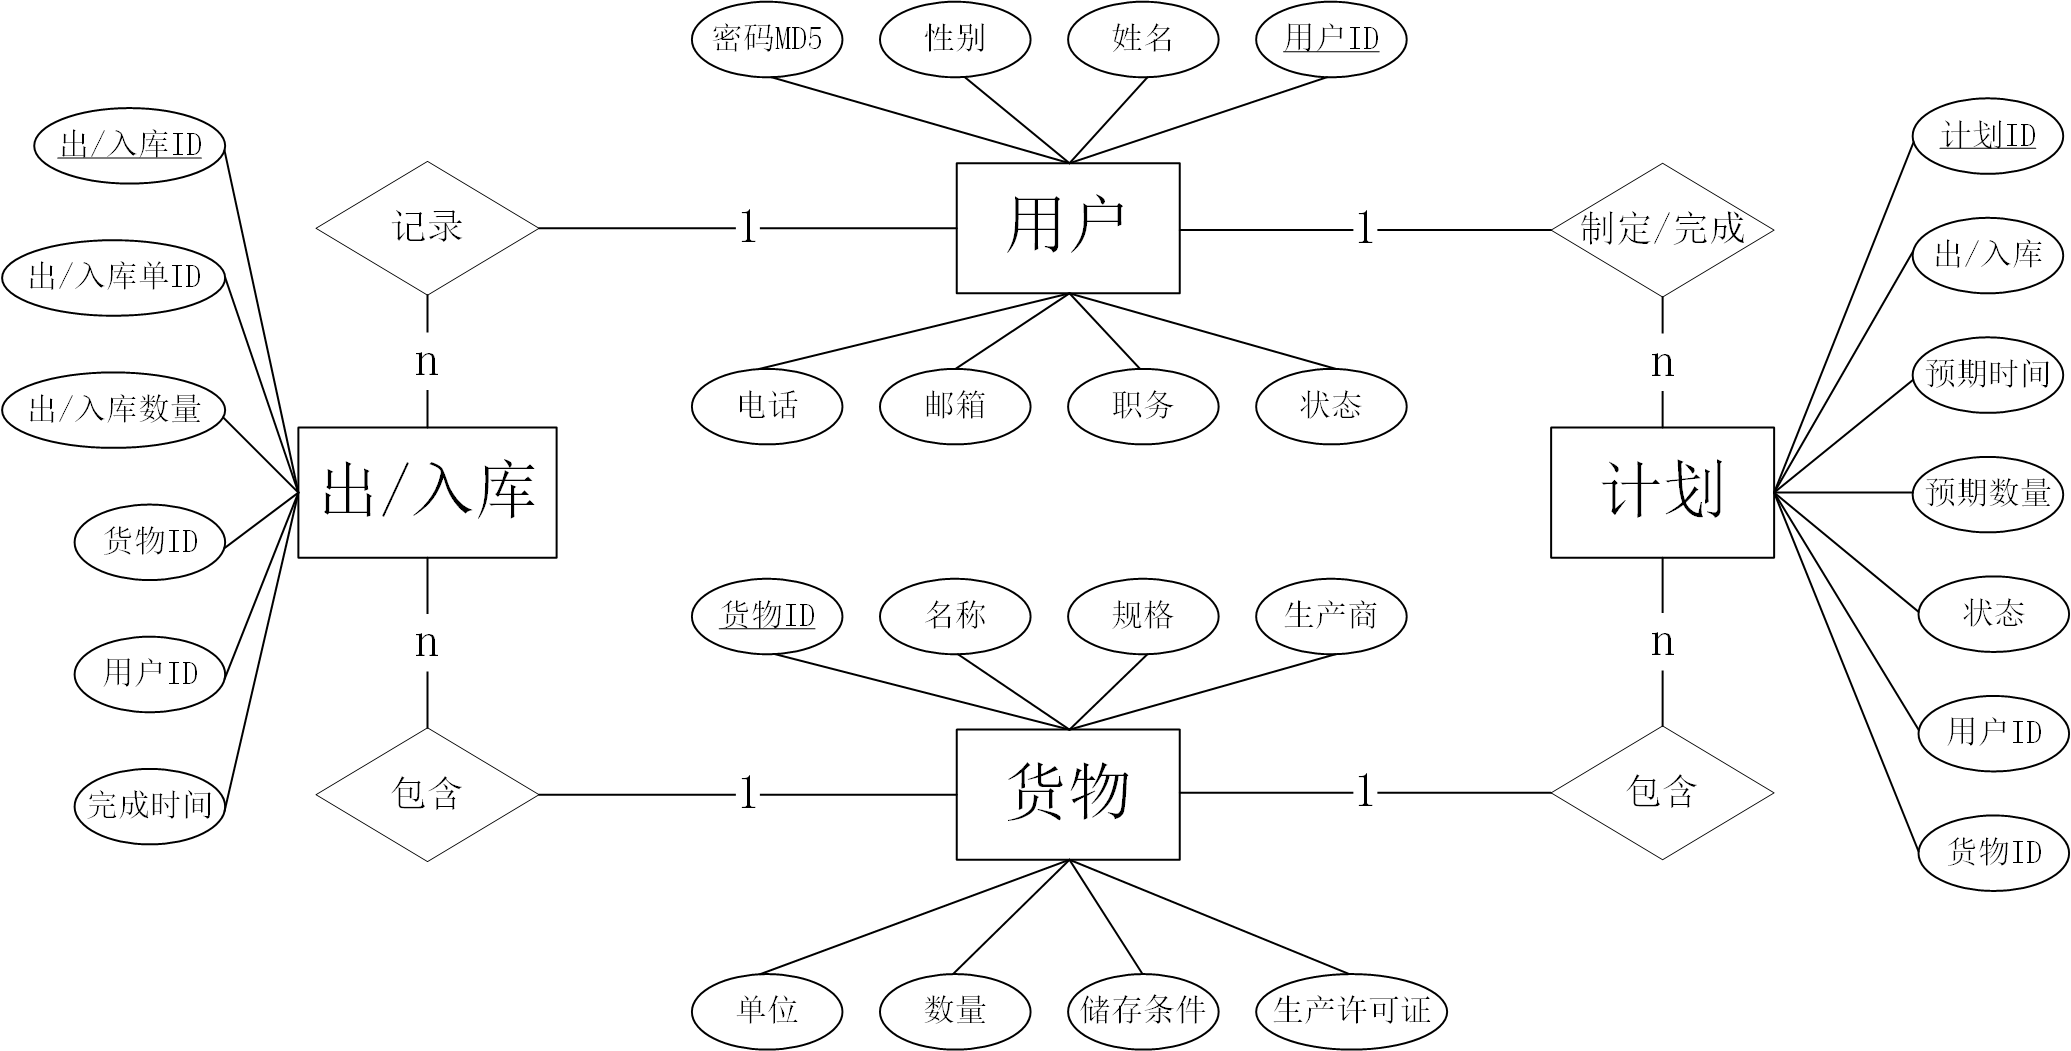 密码MD5
性别
姓名
用户ID
出/入库ID
计划ID
记录
1
用户
1
制定/完成
出/入库
出/入库单ID
n
n
预期时间
出/入库数量
电话
邮箱
职务
状态
出/入库
计划
预期数量
货物ID
货物ID
名称
规格
生产商
状态
n
n
用户ID
用户ID
包含
1
货物
1
包含
完成时间
货物ID
单位
数量
储存条件
生产许可证